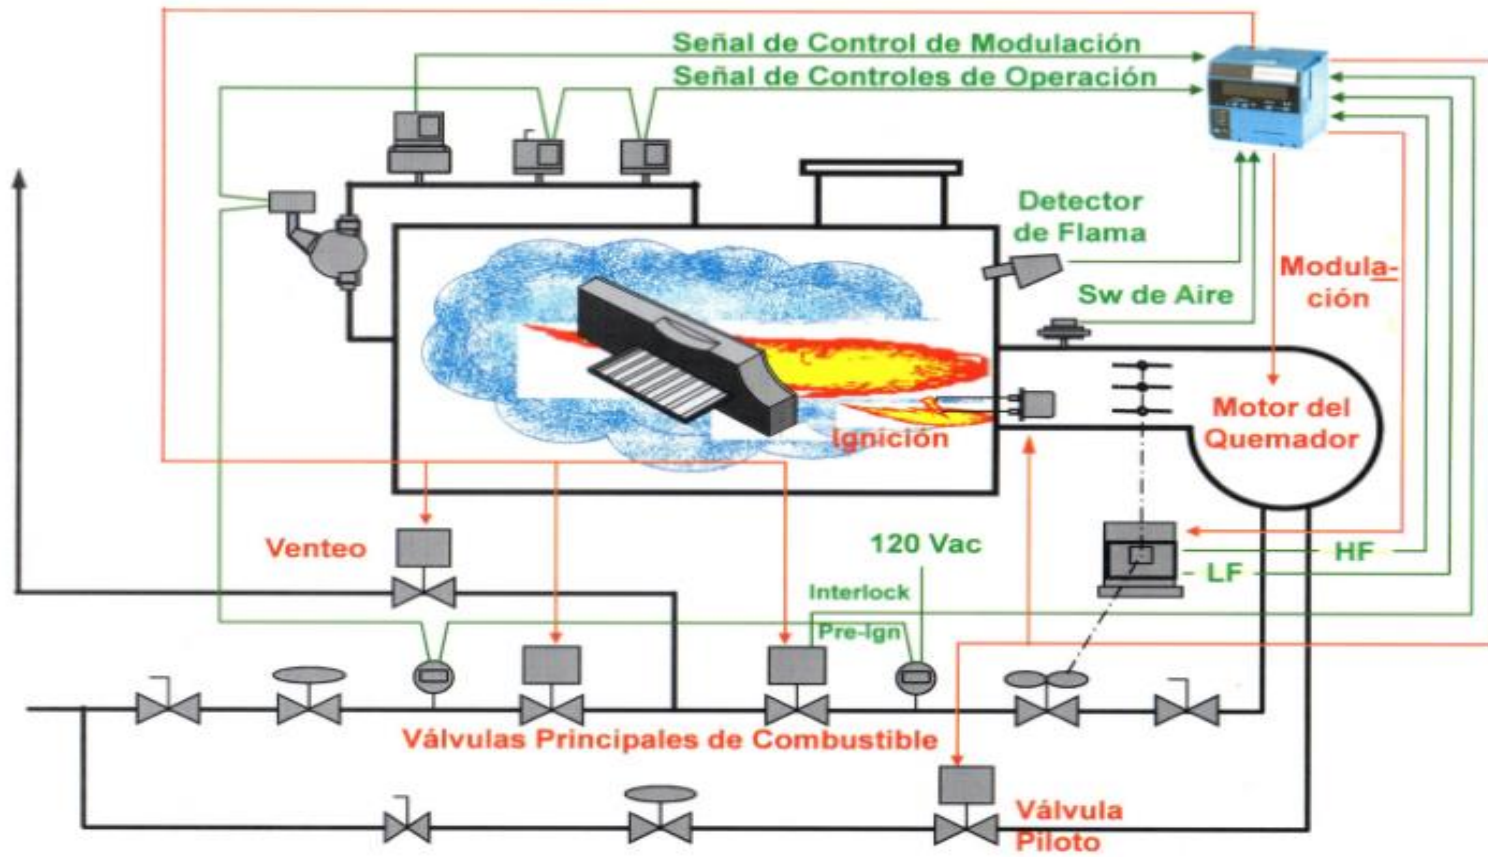 Señal de Control de Modulación
Señal de Controles de Operación
Detector
de Flama
Sw de Aire
Modula-
ción
Motor del
Quemador
Ignición
Venteo
120 Vac
HF
LF
Interlock
Pre-Ign
Válvulas Principales de Combustible
Válvula
Piloto